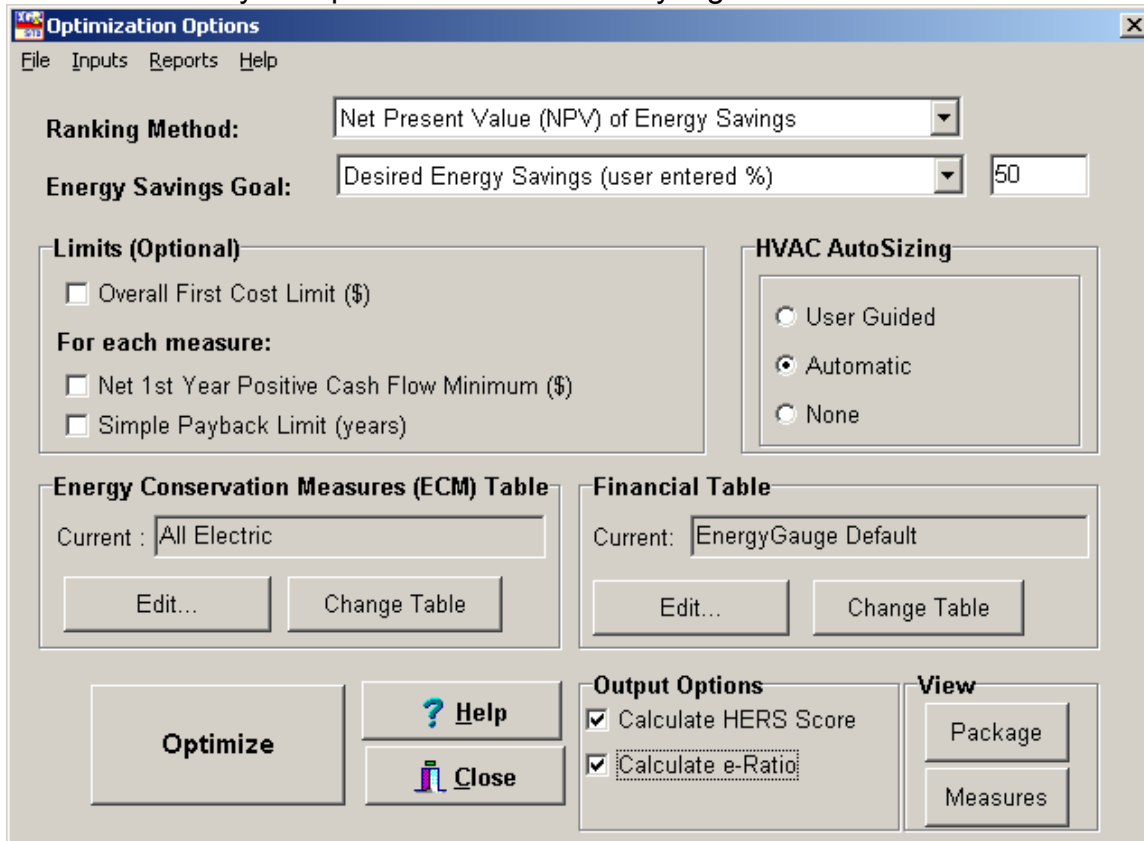 Optimization Options
File Inputs Reports Help
Ranking Method: Net Present Value (NPV) of Energy Savings
Energy Savings Goal: Desired Energy Savings (user entered %) 50
Limits (Optional)
Overall First Cost Limit ($)
For each measure:
Net 1st Year Positive Cash Flow Minimum ($)
Simple Payback Limit (years)
HVAC AutoSizing
User Guided
Automatic
None
Energy Conservation Measures (ECM) Table
Current : All Electric
Edit... Change Table
Financial Table
Current: EnergyGauge Default
Edit... Change Table
Optimize
? Help
Close
Output Options
Calculate HERS Score
Calculate e-Ratio
View
Package
Measures